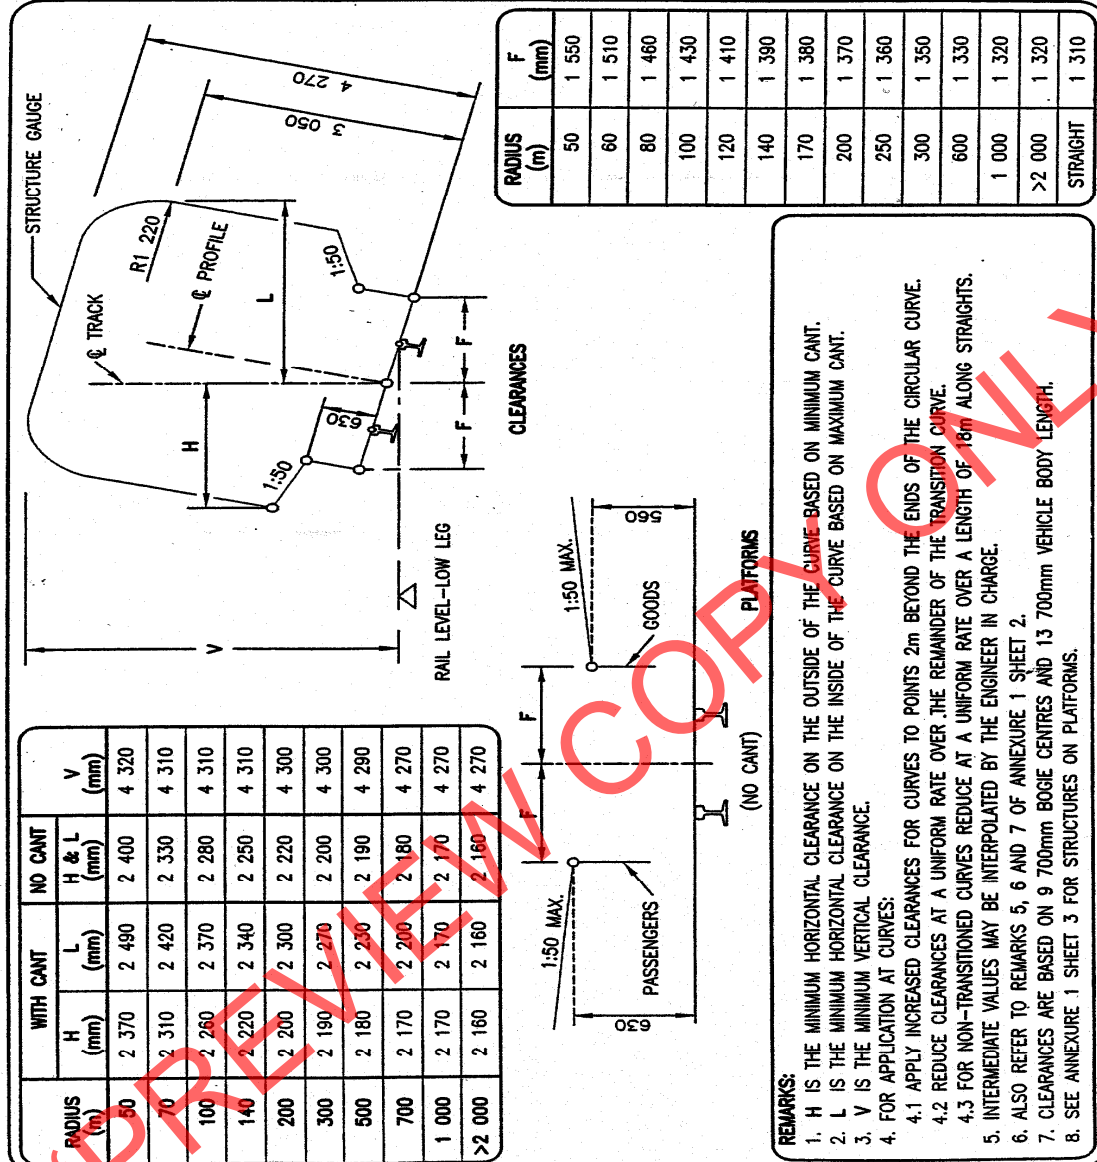 RADIUS (m) | WITH CANT H (mm) | WITH CANT L (mm) | NO CANT H & L (mm) | V (mm)
50 | 2 370 | 2 490 | 2 400 | 4 320
70 | 2 310 | 2 420 | 2 330 | 4 310
100 | 2 260 | 2 370 | 2 280 | 4 310
140 | 2 220 | 2 340 | 2 250 | 4 310
200 | 2 200 | 2 300 | 2 220 | 4 300
300 | 2 190 | 2 270 | 2 200 | 4 300
500 | 2 180 | 2 230 | 2 190 | 4 290
700 | 2 170 | 2 200 | 2 180 | 4 270
1 000 | 2 170 | 2 170 | 2 170 | 4 270
>2 000 | 2 160 | 2 160 | 2 160 | 4 270
STRUCTURE GAUGE
℄ TRACK
R1 220
℄ PROFILE
4 270
3 050
H
L
V
1:50
1:50
630
F
F
RAIL LEVEL-LOW LEG
CLEARANCES
1:50 MAX.
1:50 MAX.
F
F
PASSENGERS
GOODS
630
560
(NO CANT)
PLATFORMS
RADIUS (m) | F (mm)
50 | 1 550
60 | 1 510
80 | 1 460
100 | 1 430
120 | 1 410
140 | 1 390
170 | 1 380
200 | 1 370
250 | 1 360
300 | 1 350
600 | 1 330
1 000 | 1 320
>2 000 | 1 320
STRAIGHT | 1 310
REMARKS:
1. H IS THE MINIMUM HORIZONTAL CLEARANCE ON THE OUTSIDE OF THE CURVE BASED ON MINIMUM CANT.
2. L IS THE MINIMUM HORIZONTAL CLEARANCE ON THE INSIDE OF THE CURVE BASED ON MAXIMUM CANT.
3. V IS THE MINIMUM VERTICAL CLEARANCE.
4. FOR APPLICATION AT CURVES:
4.1 APPLY INCREASED CLEARANCES FOR CURVES TO POINTS 2m BEYOND THE ENDS OF THE CIRCULAR CURVE.
4.2 REDUCE CLEARANCES AT A UNIFORM RATE OVER THE REMAINDER OF THE TRANSITION CURVE.
4.3 FOR NON-TRANSITIONED CURVES REDUCE AT A UNIFORM RATE OVER A LENGTH OF 18m ALONG STRAIGHTS.
5. INTERMEDIATE VALUES MAY BE INTERPOLATED BY THE ENGINEER IN CHARGE.
6. ALSO REFER TO REMARKS 5, 6 AND 7 OF ANNEXURE 1 SHEET 2.
7. CLEARANCES ARE BASED ON 9 700mm BOGIE CENTRES AND 13 700mm VEHICLE BODY LENGTH.
8. SEE ANNEXURE 1 SHEET 3 FOR STRUCTURES ON PLATFORMS.
PREVIEW COPY ONLY